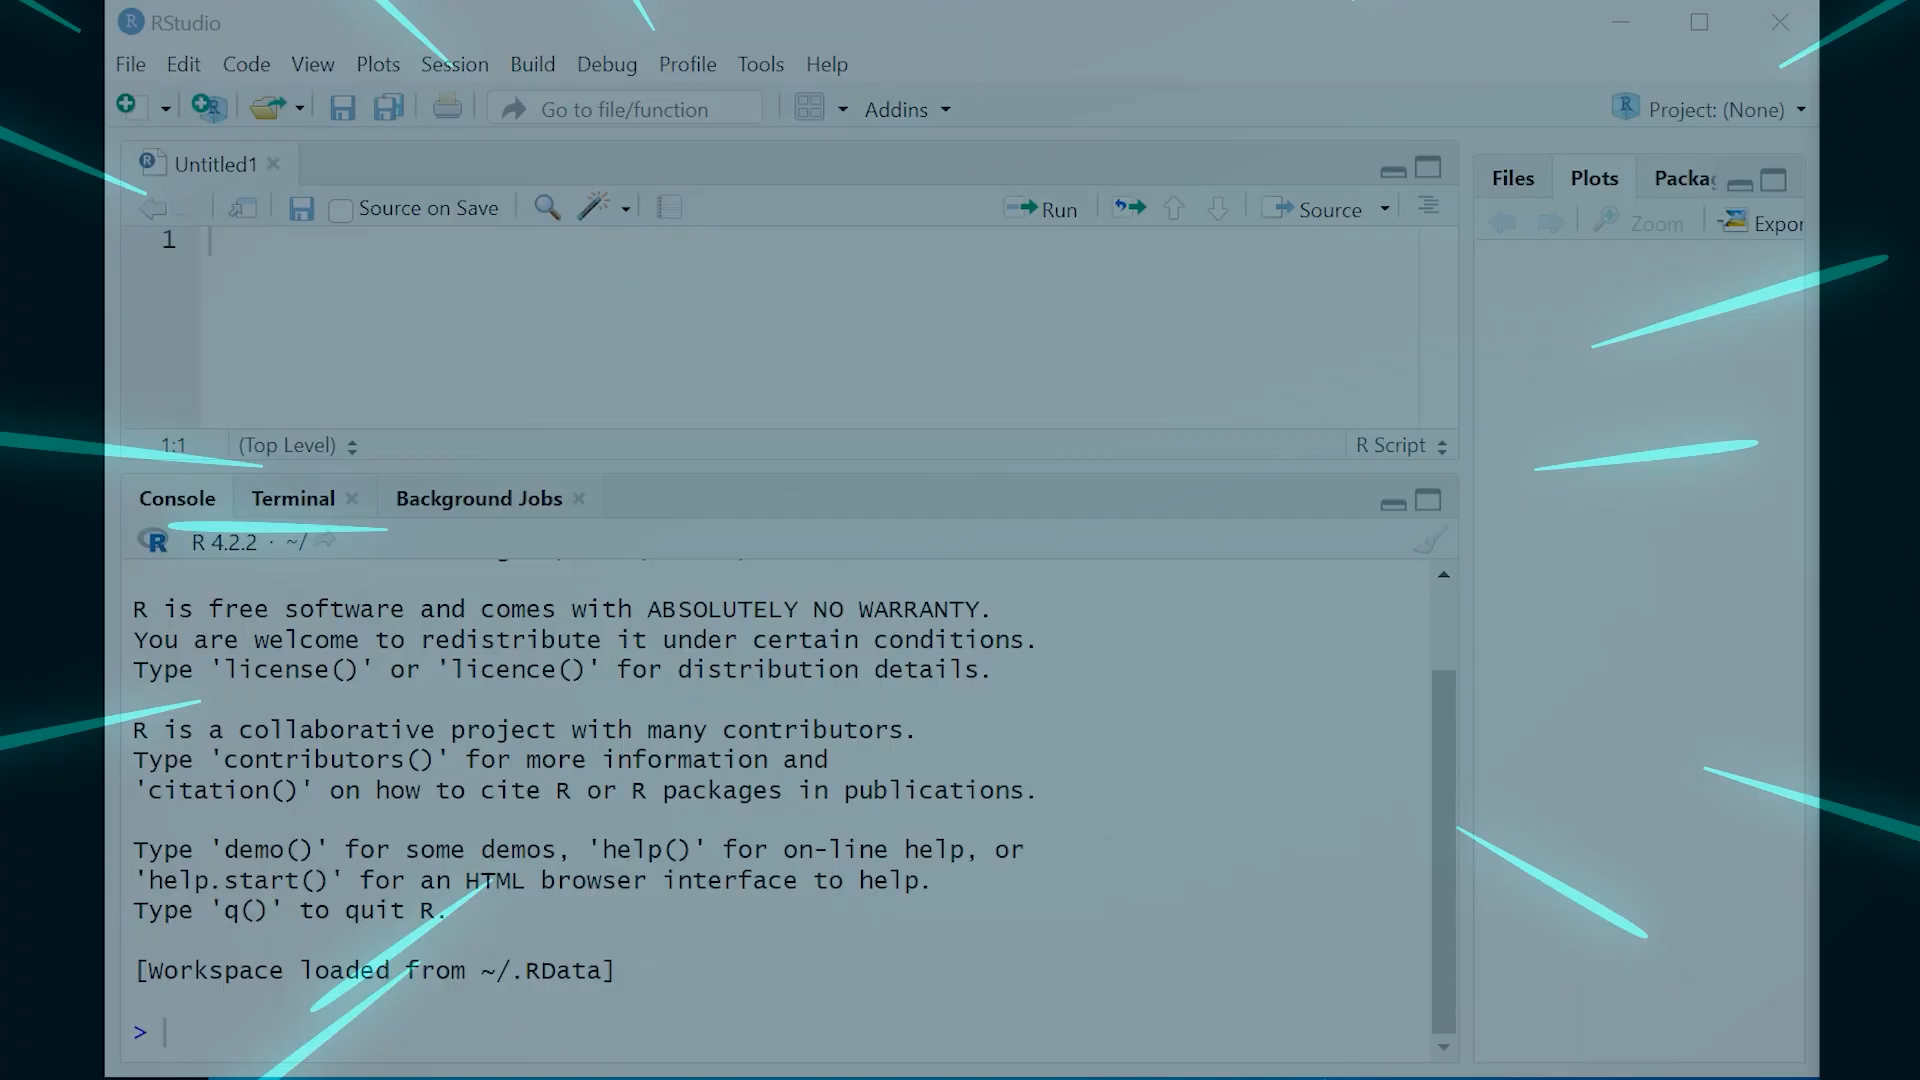 RStudio
File Edit Code View Plots Session Build Debug Profile Tools Help
Go to file/function Addins Project: (None)
Untitled1
Source on Save Run Source
1
1:1 (Top Level) R Script
Files Plots
Zoom
Console Terminal Background Jobs
R 4.2.2 · ~/
R is free software and comes with ABSOLUTELY NO WARRANTY.
You are welcome to redistribute it under certain conditions.
Type 'license()' or 'licence()' for distribution details.
R is a collaborative project with many contributors.
Type 'contributors()' for more information and
'citation()' on how to cite R or R packages in publications.
Type 'demo()' for some demos, 'help()' for on-line help, or
'help.start()' for an HTML browser interface to help.
Type 'q()' to quit R.
[Workspace loaded from ~/.RData]
>